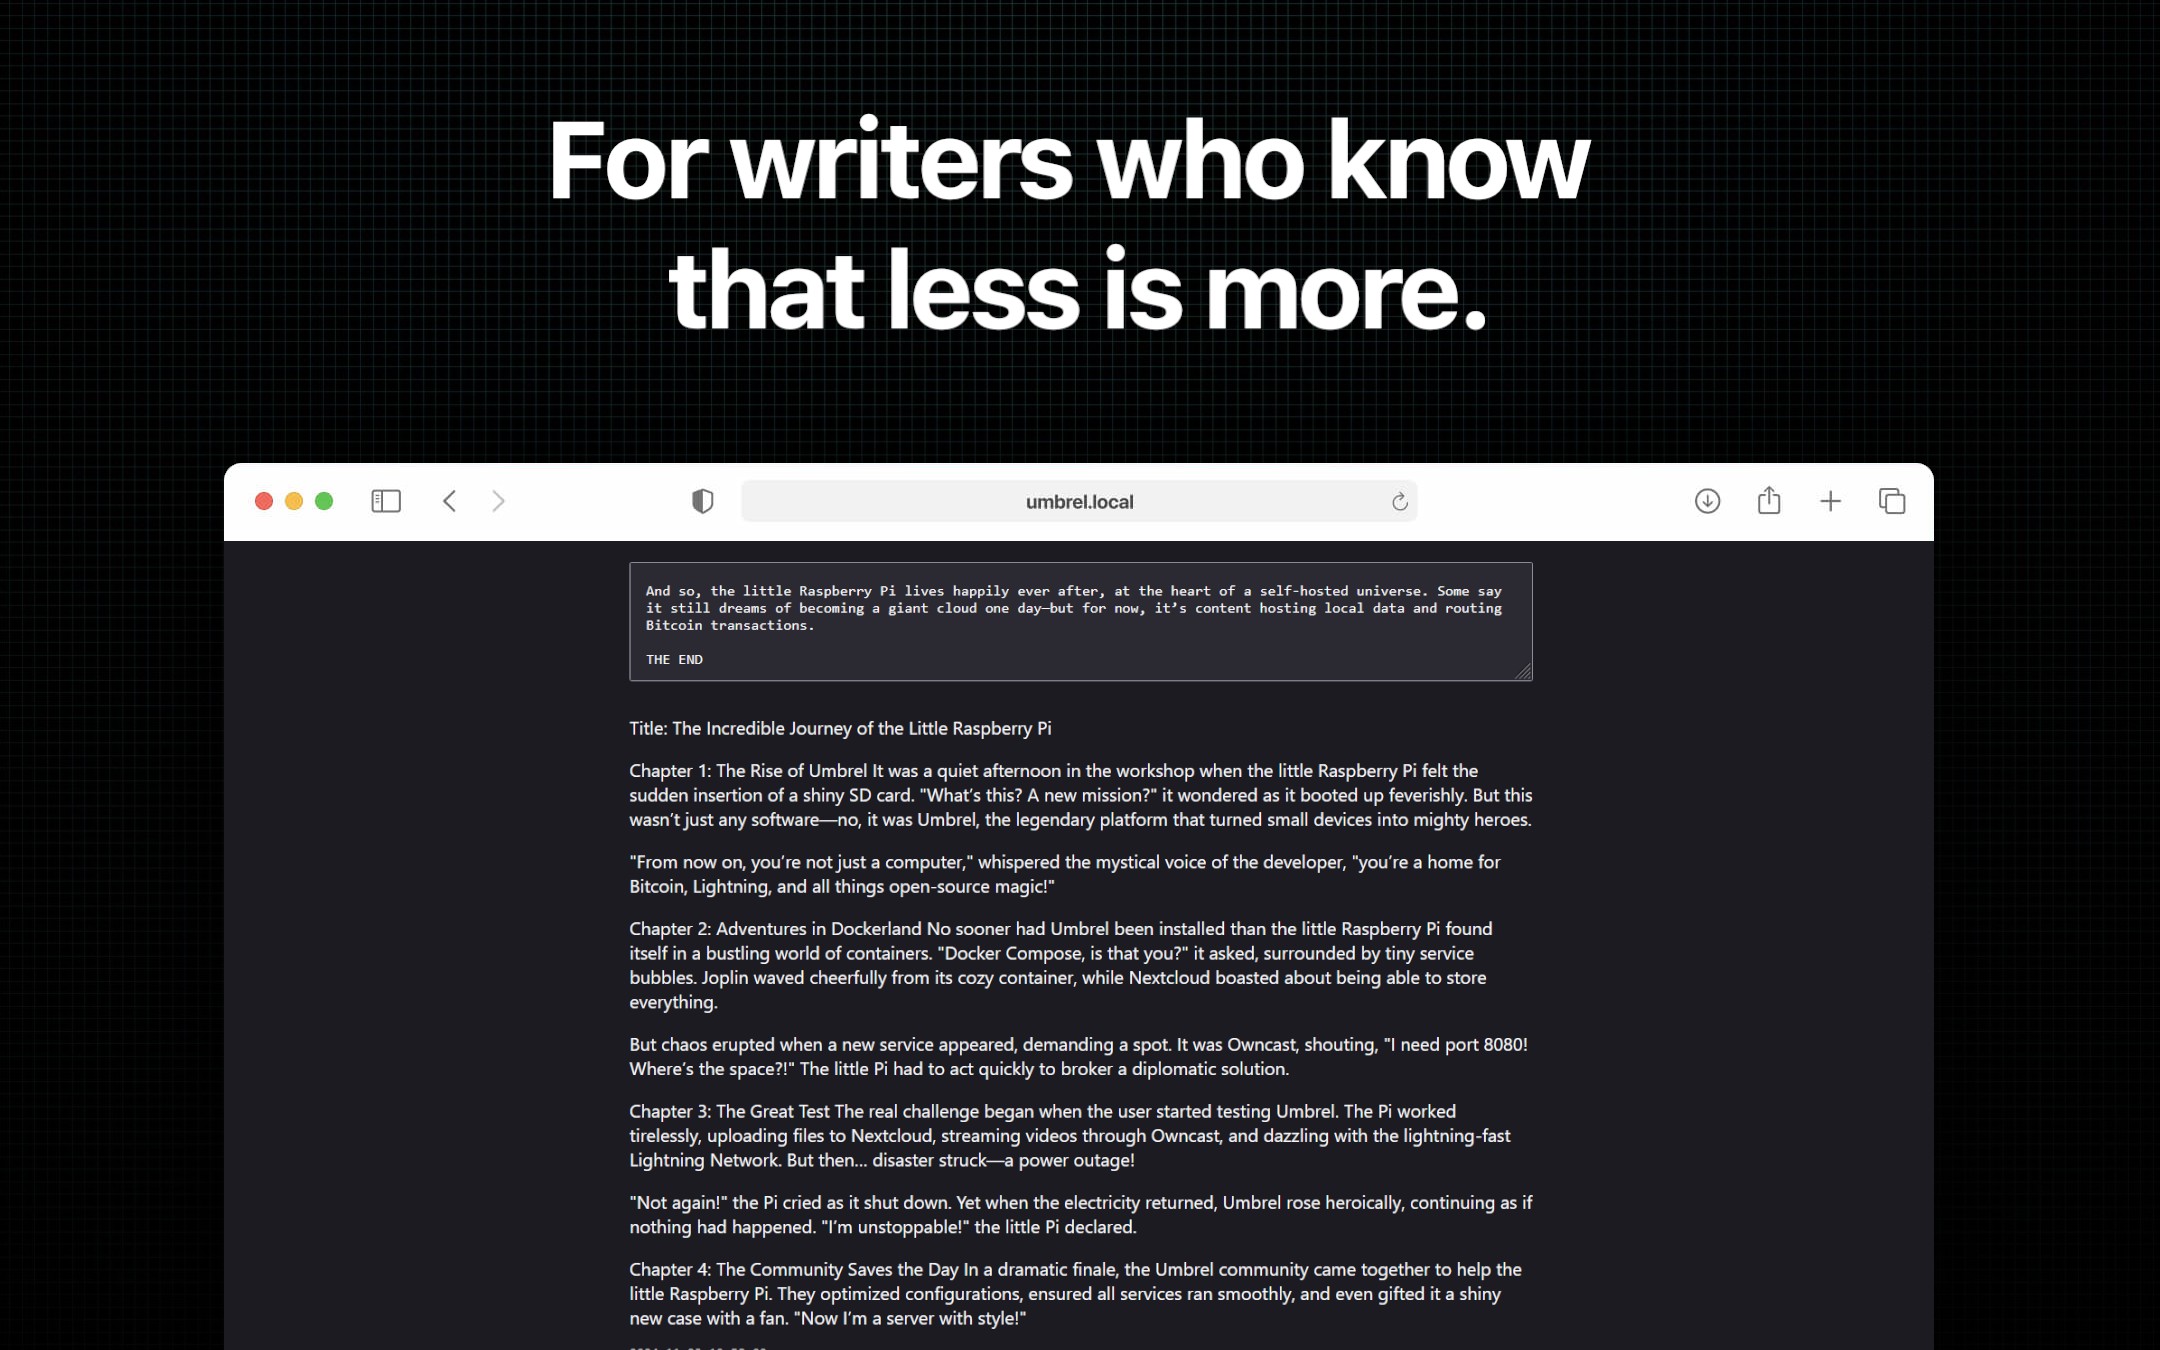 For writers who know
that less is more.
umbrel.local
And so, the little Raspberry Pi lives happily ever after, at the heart of a self-hosted universe. Some say
it still dreams of becoming a giant cloud one day—but for now, it’s content hosting local data and routing
Bitcoin transactions.
THE END
Title: The Incredible Journey of the Little Raspberry Pi
Chapter 1: The Rise of Umbrel It was a quiet afternoon in the workshop when the little Raspberry Pi felt the
sudden insertion of a shiny SD card. "What’s this? A new mission?" it wondered as it booted up feverishly. But this
wasn’t just any software—no, it was Umbrel, the legendary platform that turned small devices into mighty heroes.
"From now on, you’re not just a computer," whispered the mystical voice of the developer, "you’re a home for
Bitcoin, Lightning, and all things open-source magic!"
Chapter 2: Adventures in Dockerland No sooner had Umbrel been installed than the little Raspberry Pi found
itself in a bustling world of containers. "Docker Compose, is that you?" it asked, surrounded by tiny service
bubbles. Joplin waved cheerfully from its cozy container, while Nextcloud boasted about being able to store
everything.
But chaos erupted when a new service appeared, demanding a spot. It was Owncast, shouting, "I need port 8080!
Where’s the space?!" The little Pi had to act quickly to broker a diplomatic solution.
Chapter 3: The Great Test The real challenge began when the user started testing Umbrel. The Pi worked
tirelessly, uploading files to Nextcloud, streaming videos through Owncast, and dazzling with the lightning-fast
Lightning Network. But then... disaster struck—a power outage!
"Not again!" the Pi cried as it shut down. Yet when the electricity returned, Umbrel rose heroically, continuing as if
nothing had happened. "I’m unstoppable!" the little Pi declared.
Chapter 4: The Community Saves the Day In a dramatic finale, the Umbrel community came together to help the
little Raspberry Pi. They optimized configurations, ensured all services ran smoothly, and even gifted it a shiny
new case with a fan. "Now I’m a server with style!"